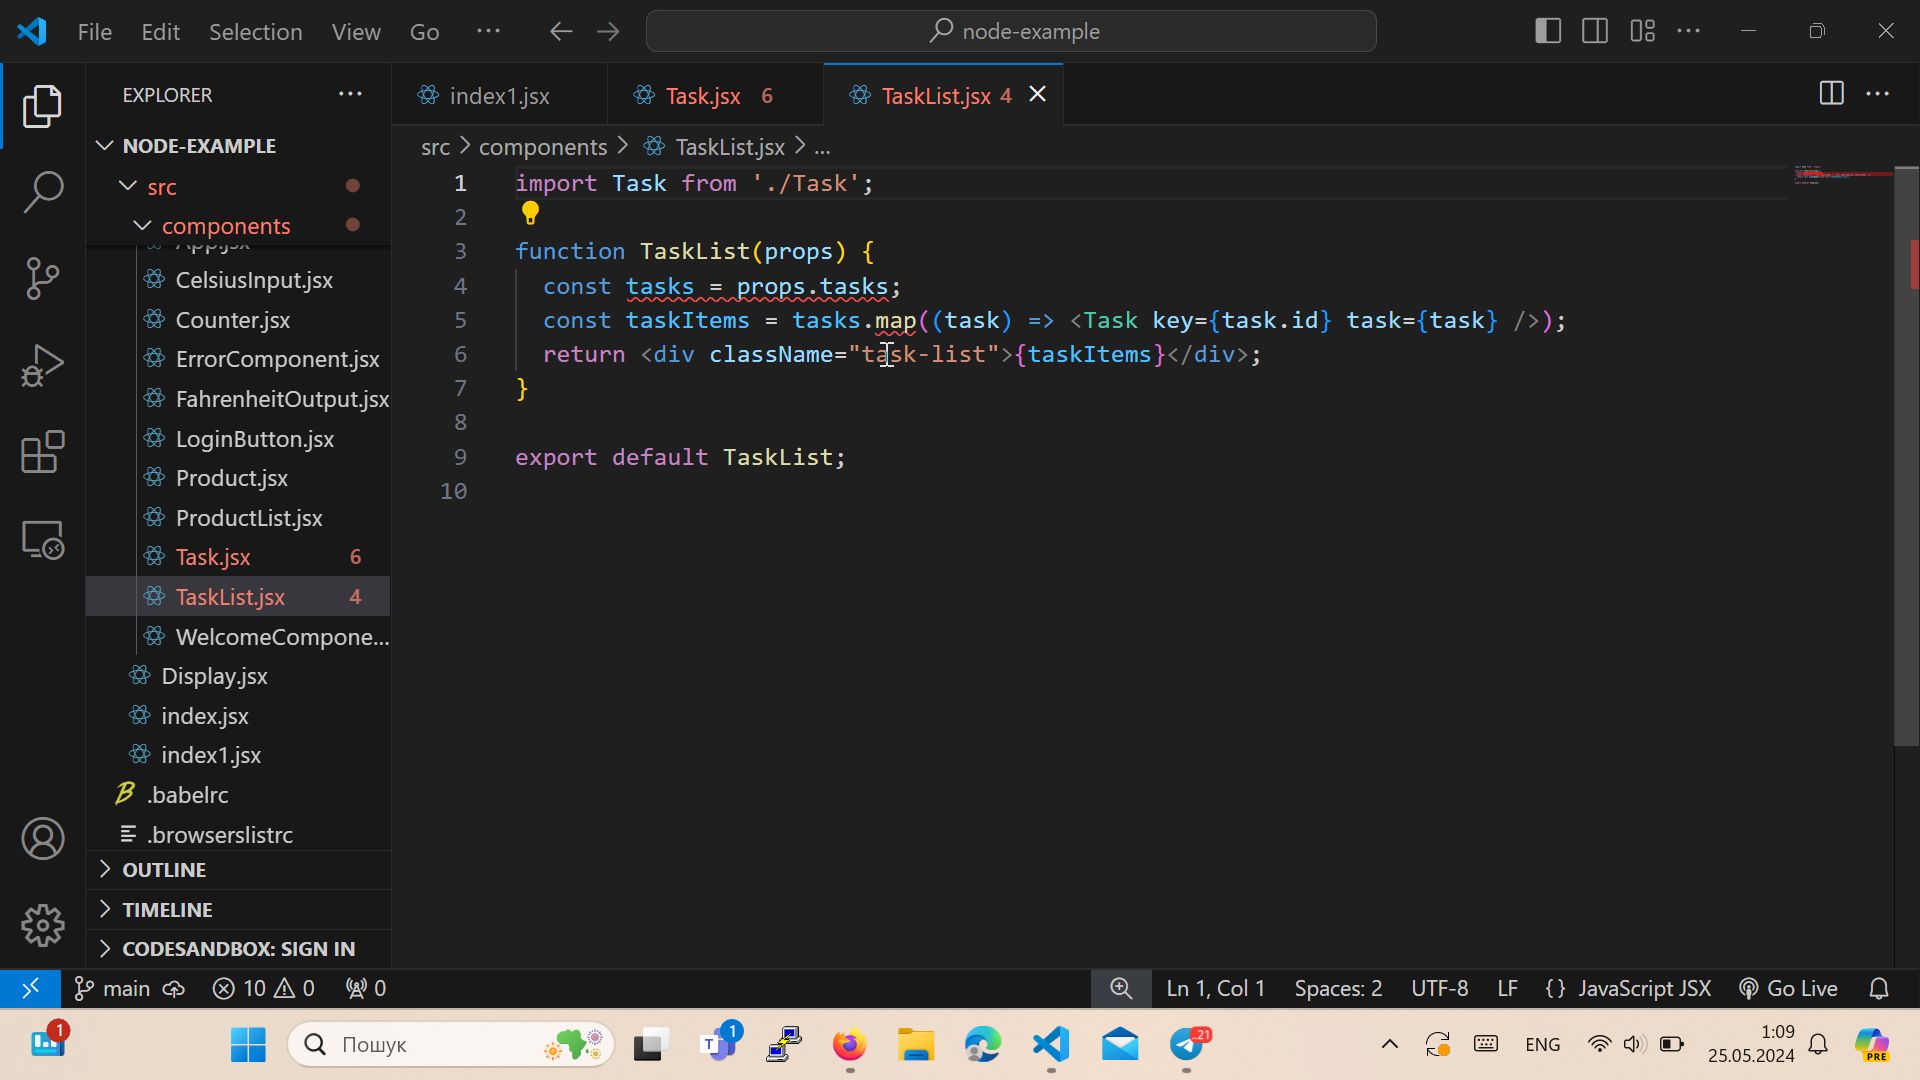 File Edit Selection View Go ··· node-example
EXPLORER ···
NODE-EXAMPLE
src
components
App.jsx
CelsiusInput.jsx
Counter.jsx
ErrorComponent.jsx
FahrenheitOutput.jsx
LoginButton.jsx
Product.jsx
ProductList.jsx
Task.jsx 6
TaskList.jsx 4
WelcomeCompone...
Display.jsx
index.jsx
index1.jsx
.babelrc
.browserslistrc
OUTLINE
TIMELINE
CODESANDBOX: SIGN IN
index1.jsx Task.jsx 6 TaskList.jsx 4
src > components > TaskList.jsx > ...
1 import Task from './Task';
2
3 function TaskList(props) {
4 const tasks = props.tasks;
5 const taskItems = tasks.map((task) => <Task key={task.id} task={task} />);
6 return <div className="task-list">{taskItems}</div>;
7 }
8
9 export default TaskList;
10
main 10 0 0 Ln 1, Col 1 Spaces: 2 UTF-8 LF {} JavaScript JSX Go Live
1 Пошук T 1 ..21 ENG 1:09 PRE
25.05.2024